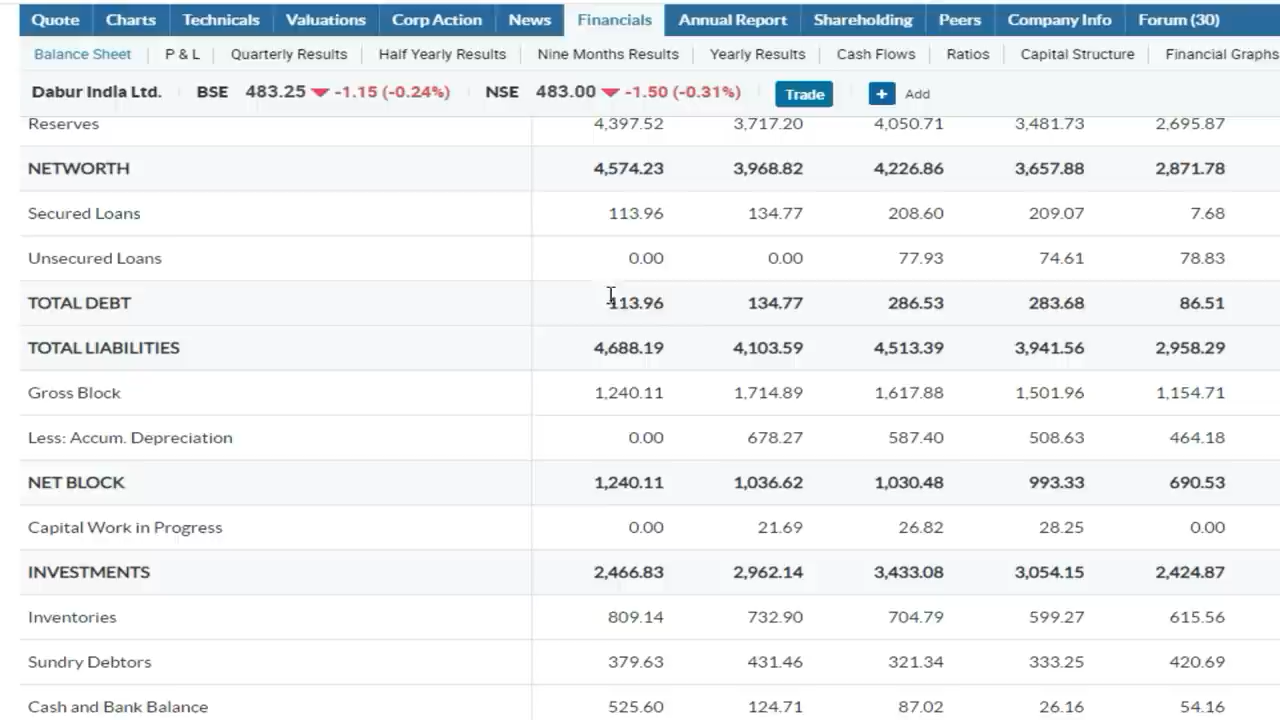 Quote Charts Technicals Valuations Corp Action News Financials Annual Report Shareholding Peers Company Info Forum (30)
Balance Sheet P & L Quarterly Results Half Yearly Results Nine Months Results Yearly Results Cash Flows Ratios Capital Structure Financial Graphs
Dabur India Ltd. BSE 483.25 -1.15 (-0.24%) NSE 483.00 -1.50 (-0.31%) Trade + Add
Reserves 4,397.52 3,717.20 4,050.71 3,481.73 2,695.87
NETWORTH 4,574.23 3,968.82 4,226.86 3,657.88 2,871.78
Secured Loans 113.96 134.77 208.60 209.07 7.68
Unsecured Loans 0.00 0.00 77.93 74.61 78.83
TOTAL DEBT 113.96 134.77 286.53 283.68 86.51
TOTAL LIABILITIES 4,688.19 4,103.59 4,513.39 3,941.56 2,958.29
Gross Block 1,240.11 1,714.89 1,617.88 1,501.96 1,154.71
Less: Accum. Depreciation 0.00 678.27 587.40 508.63 464.18
NET BLOCK 1,240.11 1,036.62 1,030.48 993.33 690.53
Capital Work in Progress 0.00 21.69 26.82 28.25 0.00
INVESTMENTS 2,466.83 2,962.14 3,433.08 3,054.15 2,424.87
Inventories 809.14 732.90 704.79 599.27 615.56
Sundry Debtors 379.63 431.46 321.34 333.25 420.69
Cash and Bank Balance 525.60 124.71 87.02 26.16 54.16